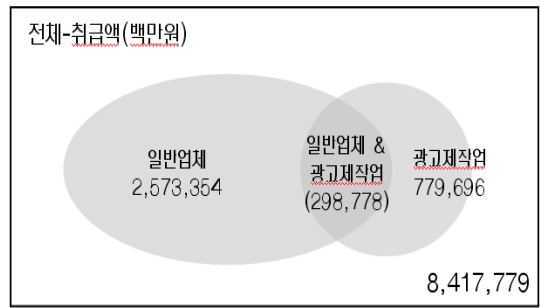 전체-취급액(백만원)
일반업체
2,573,354
일반업체 &
광고제작업
(298,778)
광고제작업
779,696
8,417,779